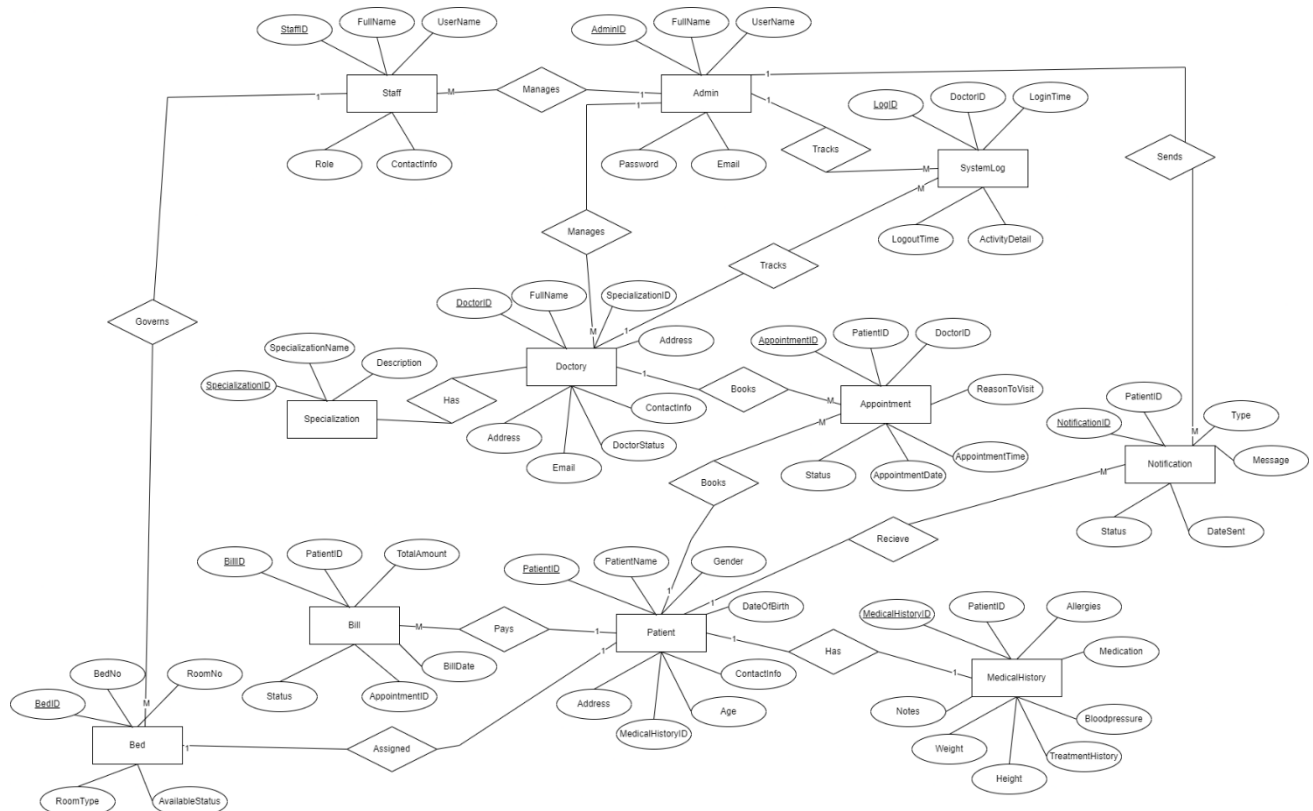 FullName
UserName
StaffID
Staff
1
M
Manages
Role
ContactInfo
FullName
UserName
AdminID
Admin
1
1
1
1
Password
Email
Tracks
M
LogID
DoctorID
LoginTime
SystemLog
M
LogoutTime
ActivityDetail
Sends
M
Manages
M
Tracks
1
Governs
M
DoctorID
FullName
SpecializationID
Address
Doctory
1
Address
Email
DoctorStatus
ContactInfo
SpecializationName
Description
SpecializationID
Specialization
Has
Books
M
AppointmentID
PatientID
DoctorID
ReasonToVisit
Appointment
M
Status
AppointmentDate
AppointmentTime
Books
1
NotificationID
PatientID
Type
Message
Notification
M
Status
DateSent
Recieve
1
BillID
PatientID
TotalAmount
Bill
M
Status
AppointmentID
BillDate
Pays
1
PatientID
PatientName
Gender
DateOfBirth
Patient
1
1
Address
MedicalHistoryID
Age
ContactInfo
Has
1
MedicalHistoryID
PatientID
Allergies
Medication
MedicalHistory
Notes
Weight
Height
TreatmentHistory
Bloodpressure
BedID
BedNo
RoomNo
Bed
1
RoomType
AvailableStatus
Assigned